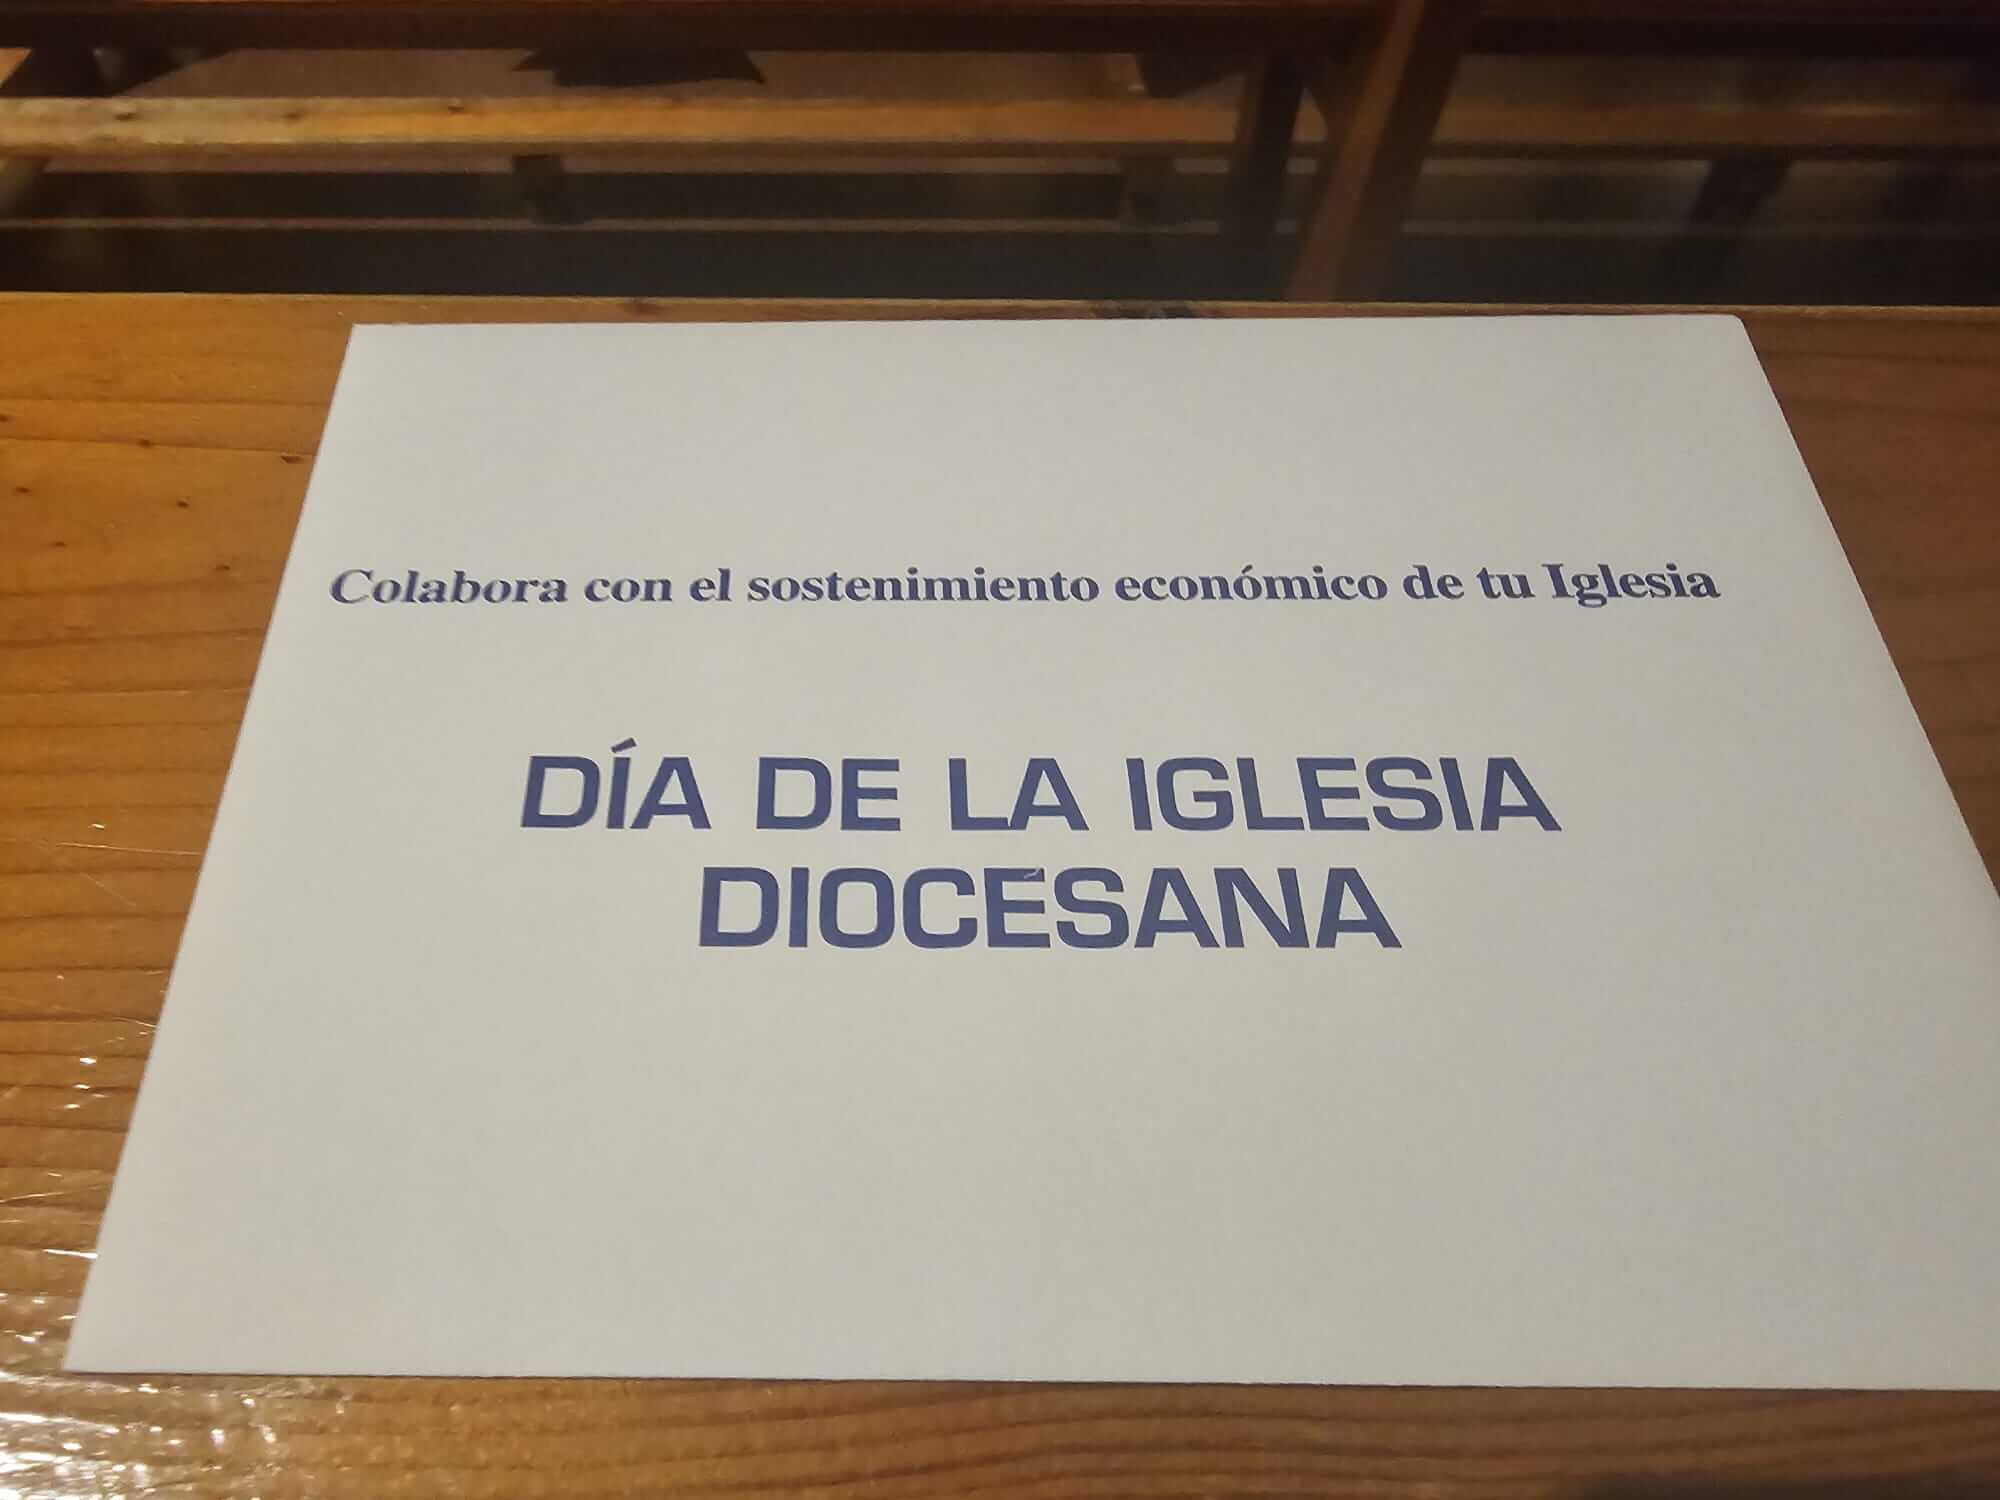 Colabora con el sostenimiento económico de tu Iglesia
DÍA DE LA IGLESIA
DIOCESANA